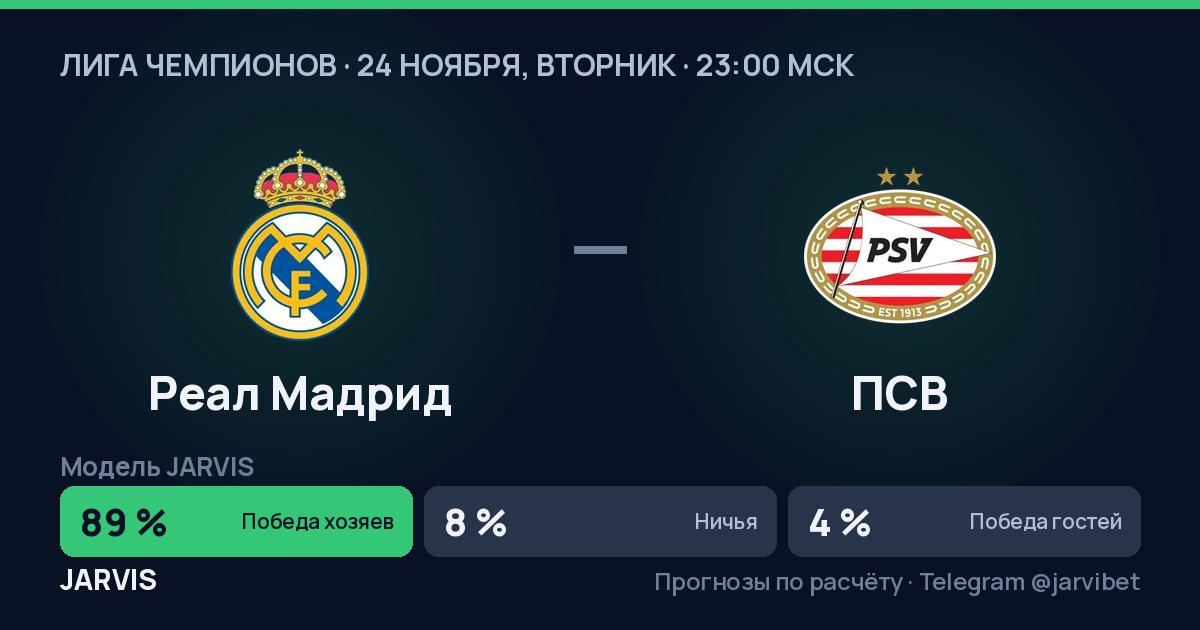 ЛИГА ЧЕМПИОНОВ · 24 НОЯБРЯ, ВТОРНИК · 23:00 МСК
PSV
EST 1913
Реал Мадрид
ПСВ
Модель JARVIS
89 % Победа хозяев
8 % Ничья
4 % Победа гостей
JARVIS
Прогнозы по расчёту · Telegram @jarvibet